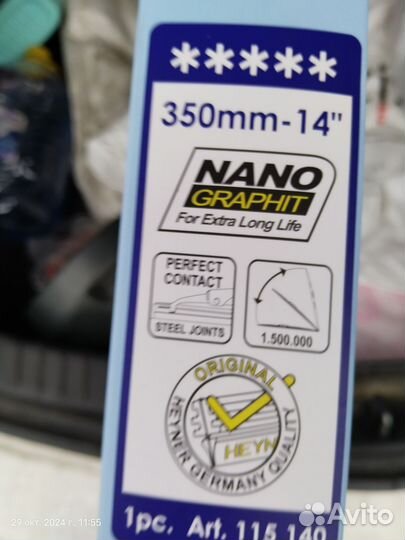 *****
350mm-14"
NANO
GRAPHIT
For Extra Long Life
PERFECT
CONTACT
STEEL JOINTS
1.500.000
ORIGINAL
HEYN
HEYNER GERMANY QUALITY
1pc. Art. 115 140
29 окт. 2024 г., 11:55
Avito